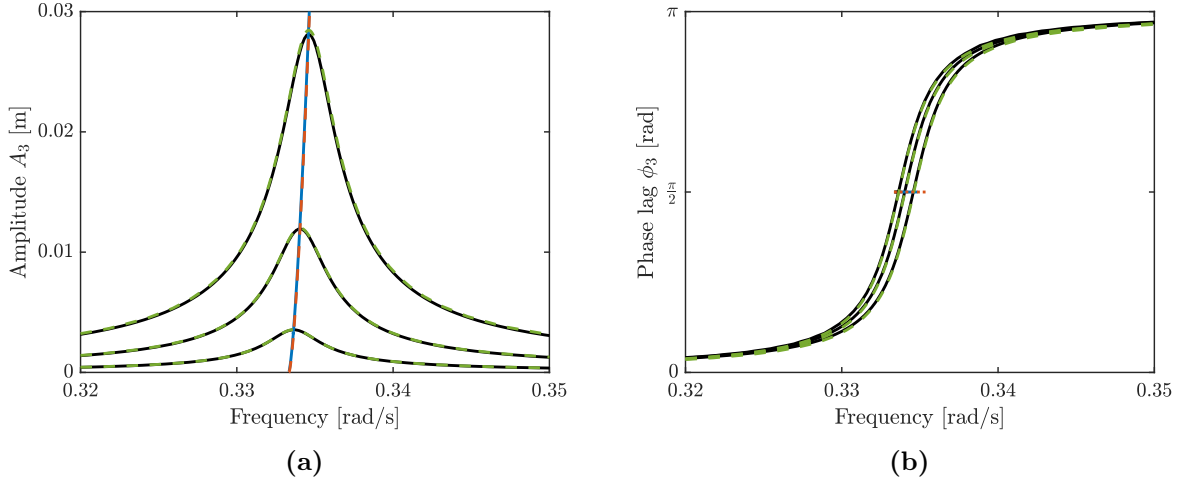 0.03
0.02
0.01
0
Amplitude A₃ [m]
0.32 0.33 0.34 0.35
Frequency [rad/s]
(a)
π
π/2
0
Phase lag ϕ₃ [rad]
0.32 0.33 0.34 0.35
Frequency [rad/s]
(b)